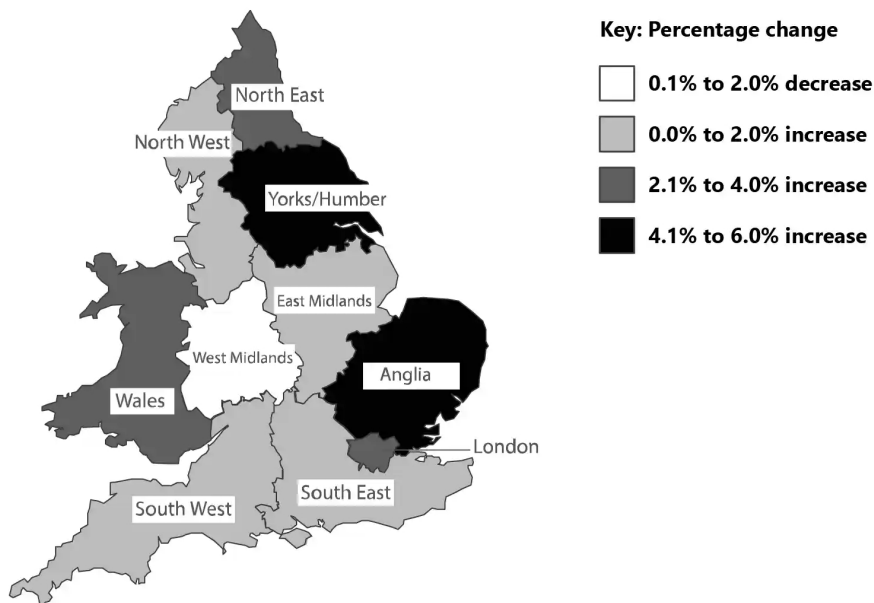 Key: Percentage change
0.1% to 2.0% decrease
0.0% to 2.0% increase
2.1% to 4.0% increase
4.1% to 6.0% increase
North East
North West
Yorks/Humber
East Midlands
West Midlands
Anglia
Wales
London
South East
South West